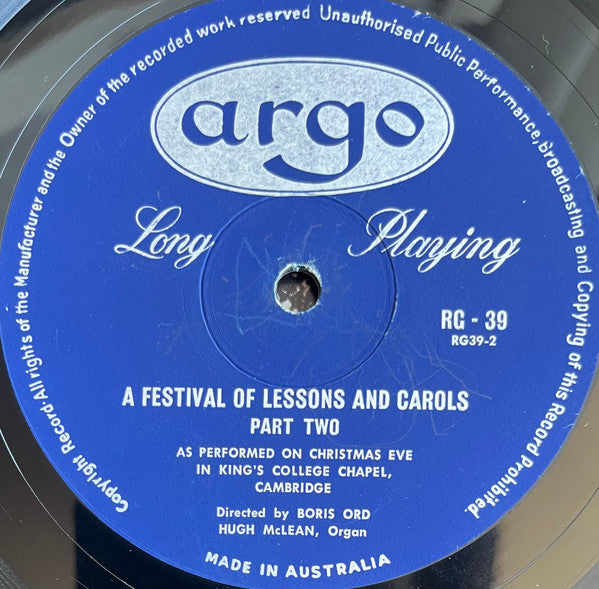 Copyright Record All rights of the Manufacturer and the Owner of the recorded work reserved Unauthorised Public Performance, broadcasting and Copying of this Record Prohibited.
argo
Long Playing
RG - 39
RG39-2
A FESTIVAL OF LESSONS AND CAROLS
PART TWO
AS PERFORMED ON CHRISTMAS EVE
IN KING'S COLLEGE CHAPEL,
CAMBRIDGE
Directed by BORIS ORD
HUGH McLEAN, Organ
MADE IN AUSTRALIA